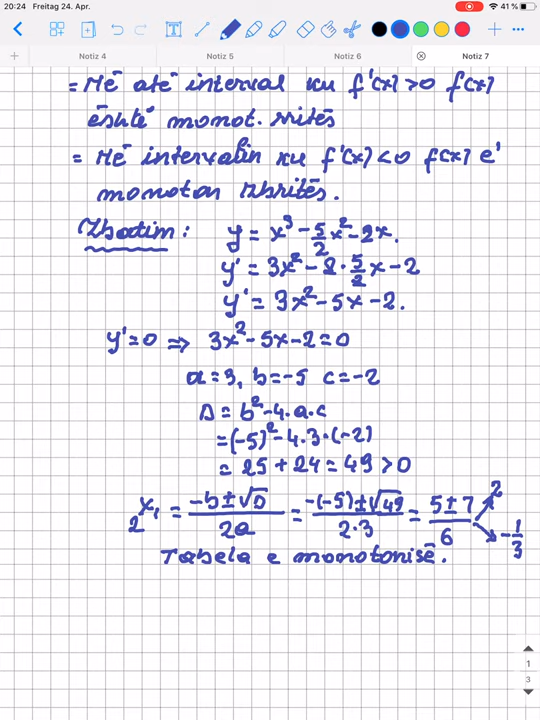 20:24 Freitag 24. Apr. 41 %
Notiz 4 Notiz 5 Notiz 6 Notiz 7
= Në atë interval ku f'(x) > 0 f(x)
është monot. rritës
= Në intervalin ku f'(x) < 0 f(x) e'
monoton zbritës.
Zbatim : y = x³ - 5/2 x² - 2x.
y' = 3x² - 2 · 5/2 x - 2
y' = 3x² - 5x - 2.
y' = 0 ⇒ 3x² - 5x - 2 = 0
a = 3, b = -5 c = -2
D = b² - 4·a·c
= (-5)² - 4·3·(-2)
= 25 + 24 = 49 > 0
₂x₁ = (-b ± √D)/(2a) = (-(-5) ± √49)/(2·3) = (5 ± 7)/6 ↗ 2 ↘ -1/3
Tabela e monotonisë.
1
3